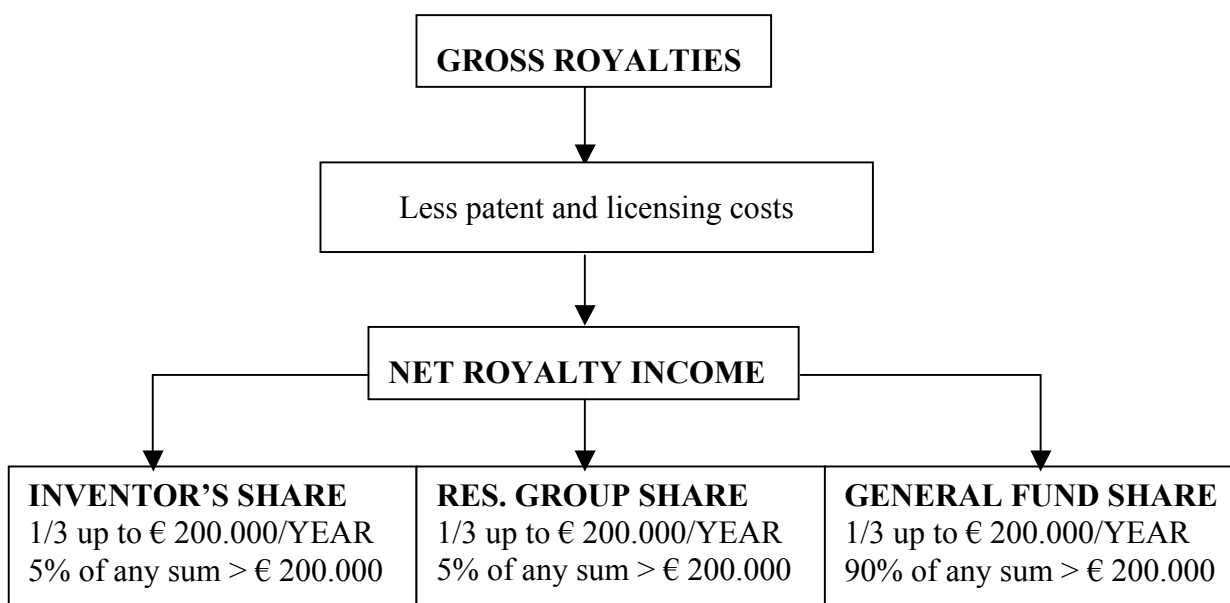 GROSS ROYALTIES
Less patent and licensing costs
NET ROYALTY INCOME
INVENTOR’S SHARE
1/3 up to € 200.000/YEAR
5% of any sum > € 200.000
RES. GROUP SHARE
1/3 up to € 200.000/YEAR
5% of any sum > € 200.000
GENERAL FUND SHARE
1/3 up to € 200.000/YEAR
90% of any sum > € 200.000